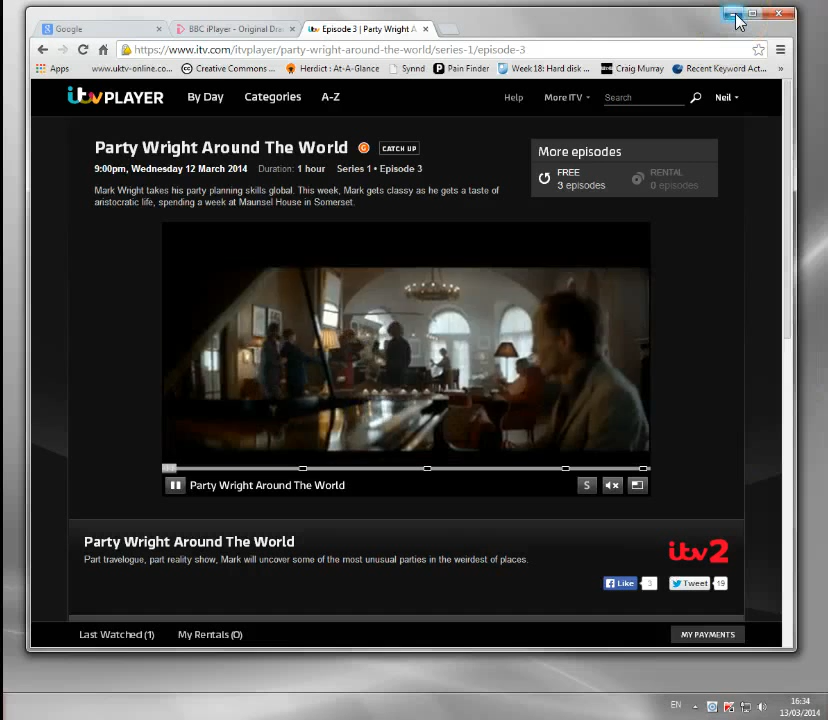 Google
BBC iPlayer - Original Dra
Episode 3 | Party Wright A
https://www.itv.com/itvplayer/party-wright-around-the-world/series-1/episode-3
Apps www.uktv-online.co... Creative Commons ... Herdict : At-A-Glance Synnd Pain Finder Week 18: Hard disk ... Craig Murray Recent Keyword Act...
itv PLAYER By Day Categories A-Z Help More ITV Search Neil
Party Wright Around The World G CATCH UP
9:00pm, Wednesday 12 March 2014 Duration: 1 hour Series 1 • Episode 3
Mark Wright takes his party planning skills global. This week, Mark gets classy as he gets a taste of
aristocratic life, spending a week at Maunsel House in Somerset.
More episodes
FREE
3 episodes
RENTAL
0 episodes
Party Wright Around The World S
Party Wright Around The World
Part travelogue, part reality show, Mark will uncover some of the most unusual parties in the weirdest of places.
itv2
Like 3 Tweet 19
Last Watched (1) My Rentals (0) MY PAYMENTS
EN
16:34
13/03/2014